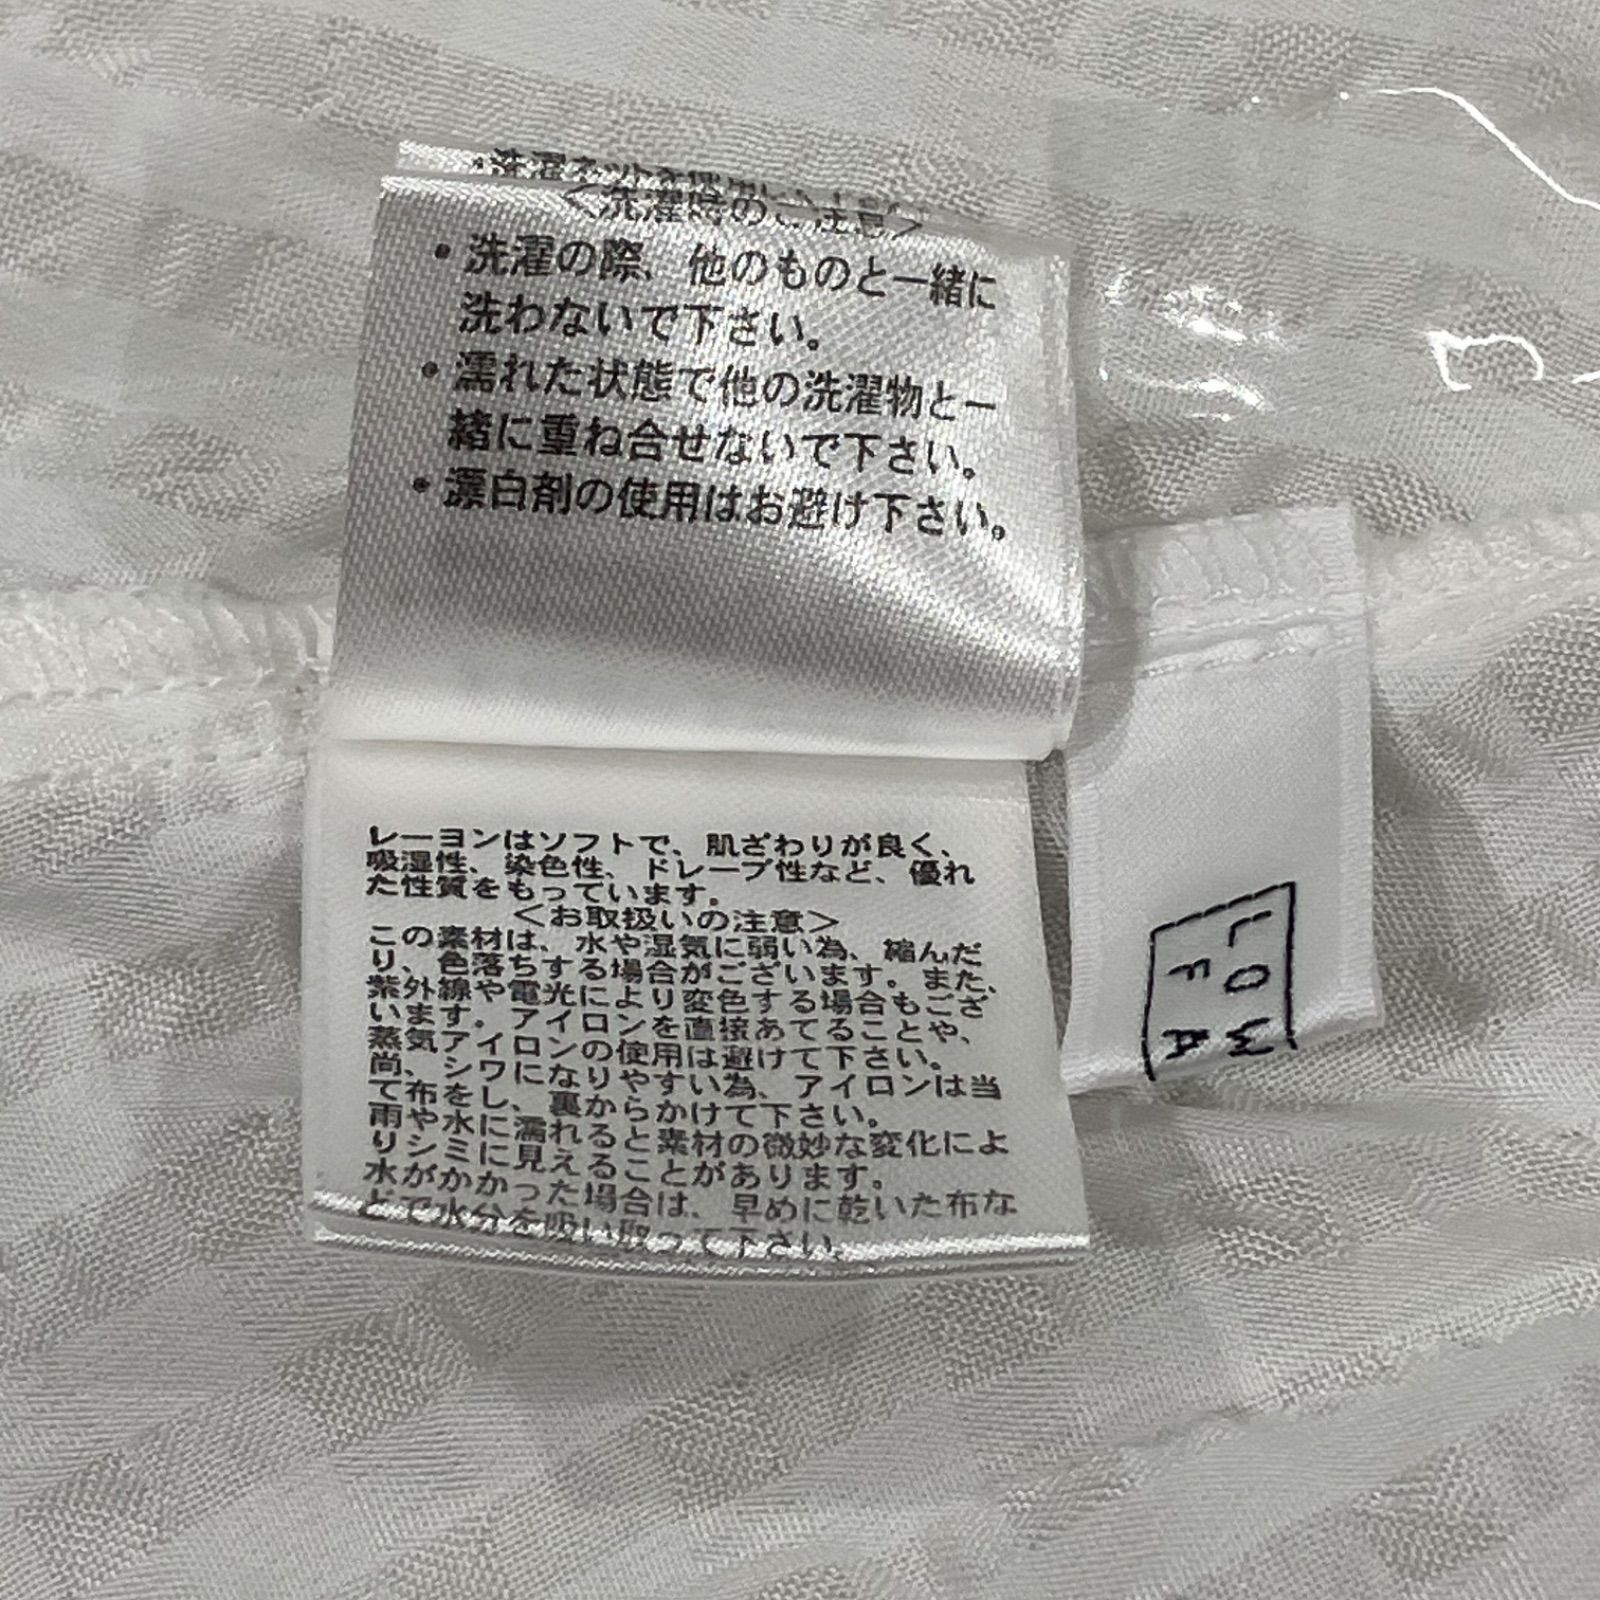 ・洗濯ネットを
＜洗濯時のご注意＞
・洗濯の際、他のものと一緒に
洗わないで下さい。
・濡れた状態で他の洗濯物と一
緒に重ね合せないで下さい。
・漂白剤の使用はお避け下さい。
レーヨンはソフトで、肌ざわりが良く、
吸湿性、染色性、ドレープ性など、優れ
た性質をもっています。
＜お取扱いの注意＞
この素材は、水や湿気に弱い為、縮んだ
り、色落ちする場合がございます。また、
紫外線や電光により変色する場合もござ
います。アイロンを直接あてることや、
蒸気アイロンの使用は避けて下さい。
尚、シワになりやすい為、アイロンは当
て布をし、裏からかけて下さい。
雨や水に濡れると素材の微妙な変化によ
りシミに見えることがあります。
水がかかった場合は、早めに乾いた布な
どで水分を吸い取って下さい。